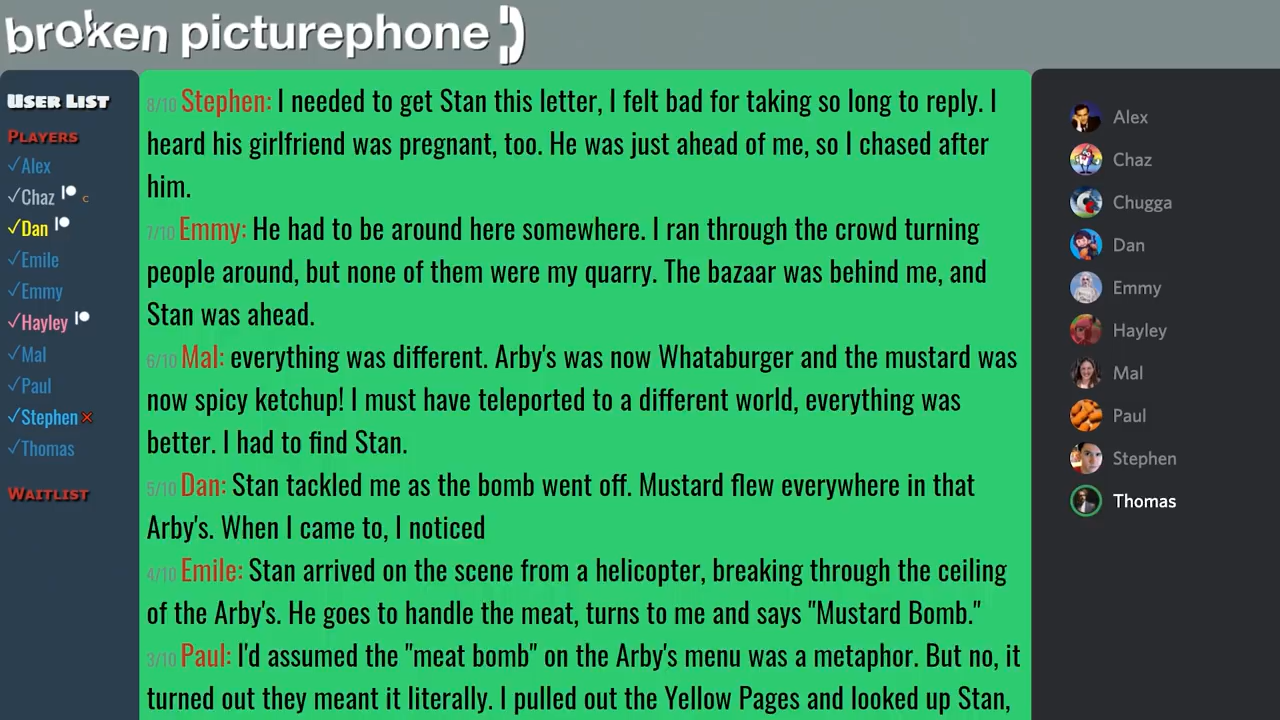 broken picturephone
User List
Players
✓Alex
✓Chaz c
✓Dan
✓Emile
✓Emmy
✓Hayley
✓Mal
✓Paul
✓Stephen ×
✓Thomas
Waitlist
8/10 Stephen: I needed to get Stan this letter, I felt bad for taking so long to reply. I
heard his girlfriend was pregnant, too. He was just ahead of me, so I chased after
him.
7/10 Emmy: He had to be around here somewhere. I ran through the crowd turning
people around, but none of them were my quarry. The bazaar was behind me, and
Stan was ahead.
6/10 Mal: everything was different. Arby's was now Whataburger and the mustard was
now spicy ketchup! I must have teleported to a different world, everything was
better. I had to find Stan.
5/10 Dan: Stan tackled me as the bomb went off. Mustard flew everywhere in that
Arby's. When I came to, I noticed
4/10 Emile: Stan arrived on the scene from a helicopter, breaking through the ceiling
of the Arby's. He goes to handle the meat, turns to me and says "Mustard Bomb."
3/10 Paul: I'd assumed the "meat bomb" on the Arby's menu was a metaphor. But no, it
turned out they meant it literally. I pulled out the Yellow Pages and looked up Stan,
Alex
Chaz
Chugga
Dan
Emmy
Hayley
Mal
Paul
Stephen
Thomas